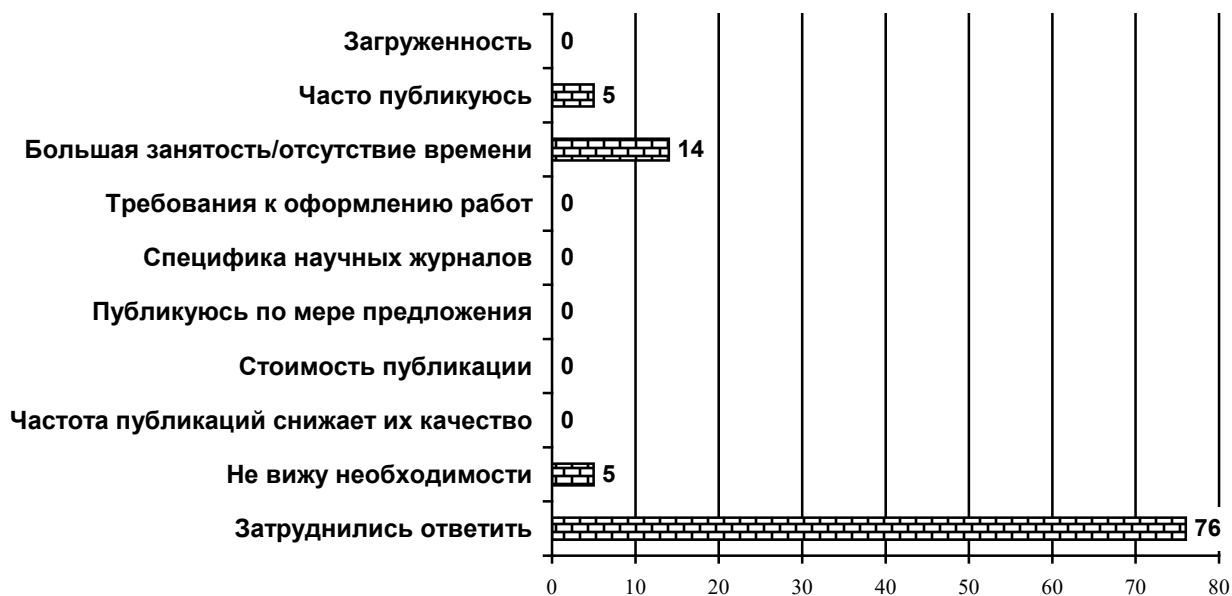 Загруженность 0
Часто публикуюсь 5
Большая занятость/отсутствие времени 14
Требования к оформлению работ 0
Специфика научных журналов 0
Публикуюсь по мере предложения 0
Стоимость публикации 0
Частота публикаций снижает их качество 0
Не вижу необходимости 5
Затруднились ответить 76
0 10 20 30 40 50 60 70 80